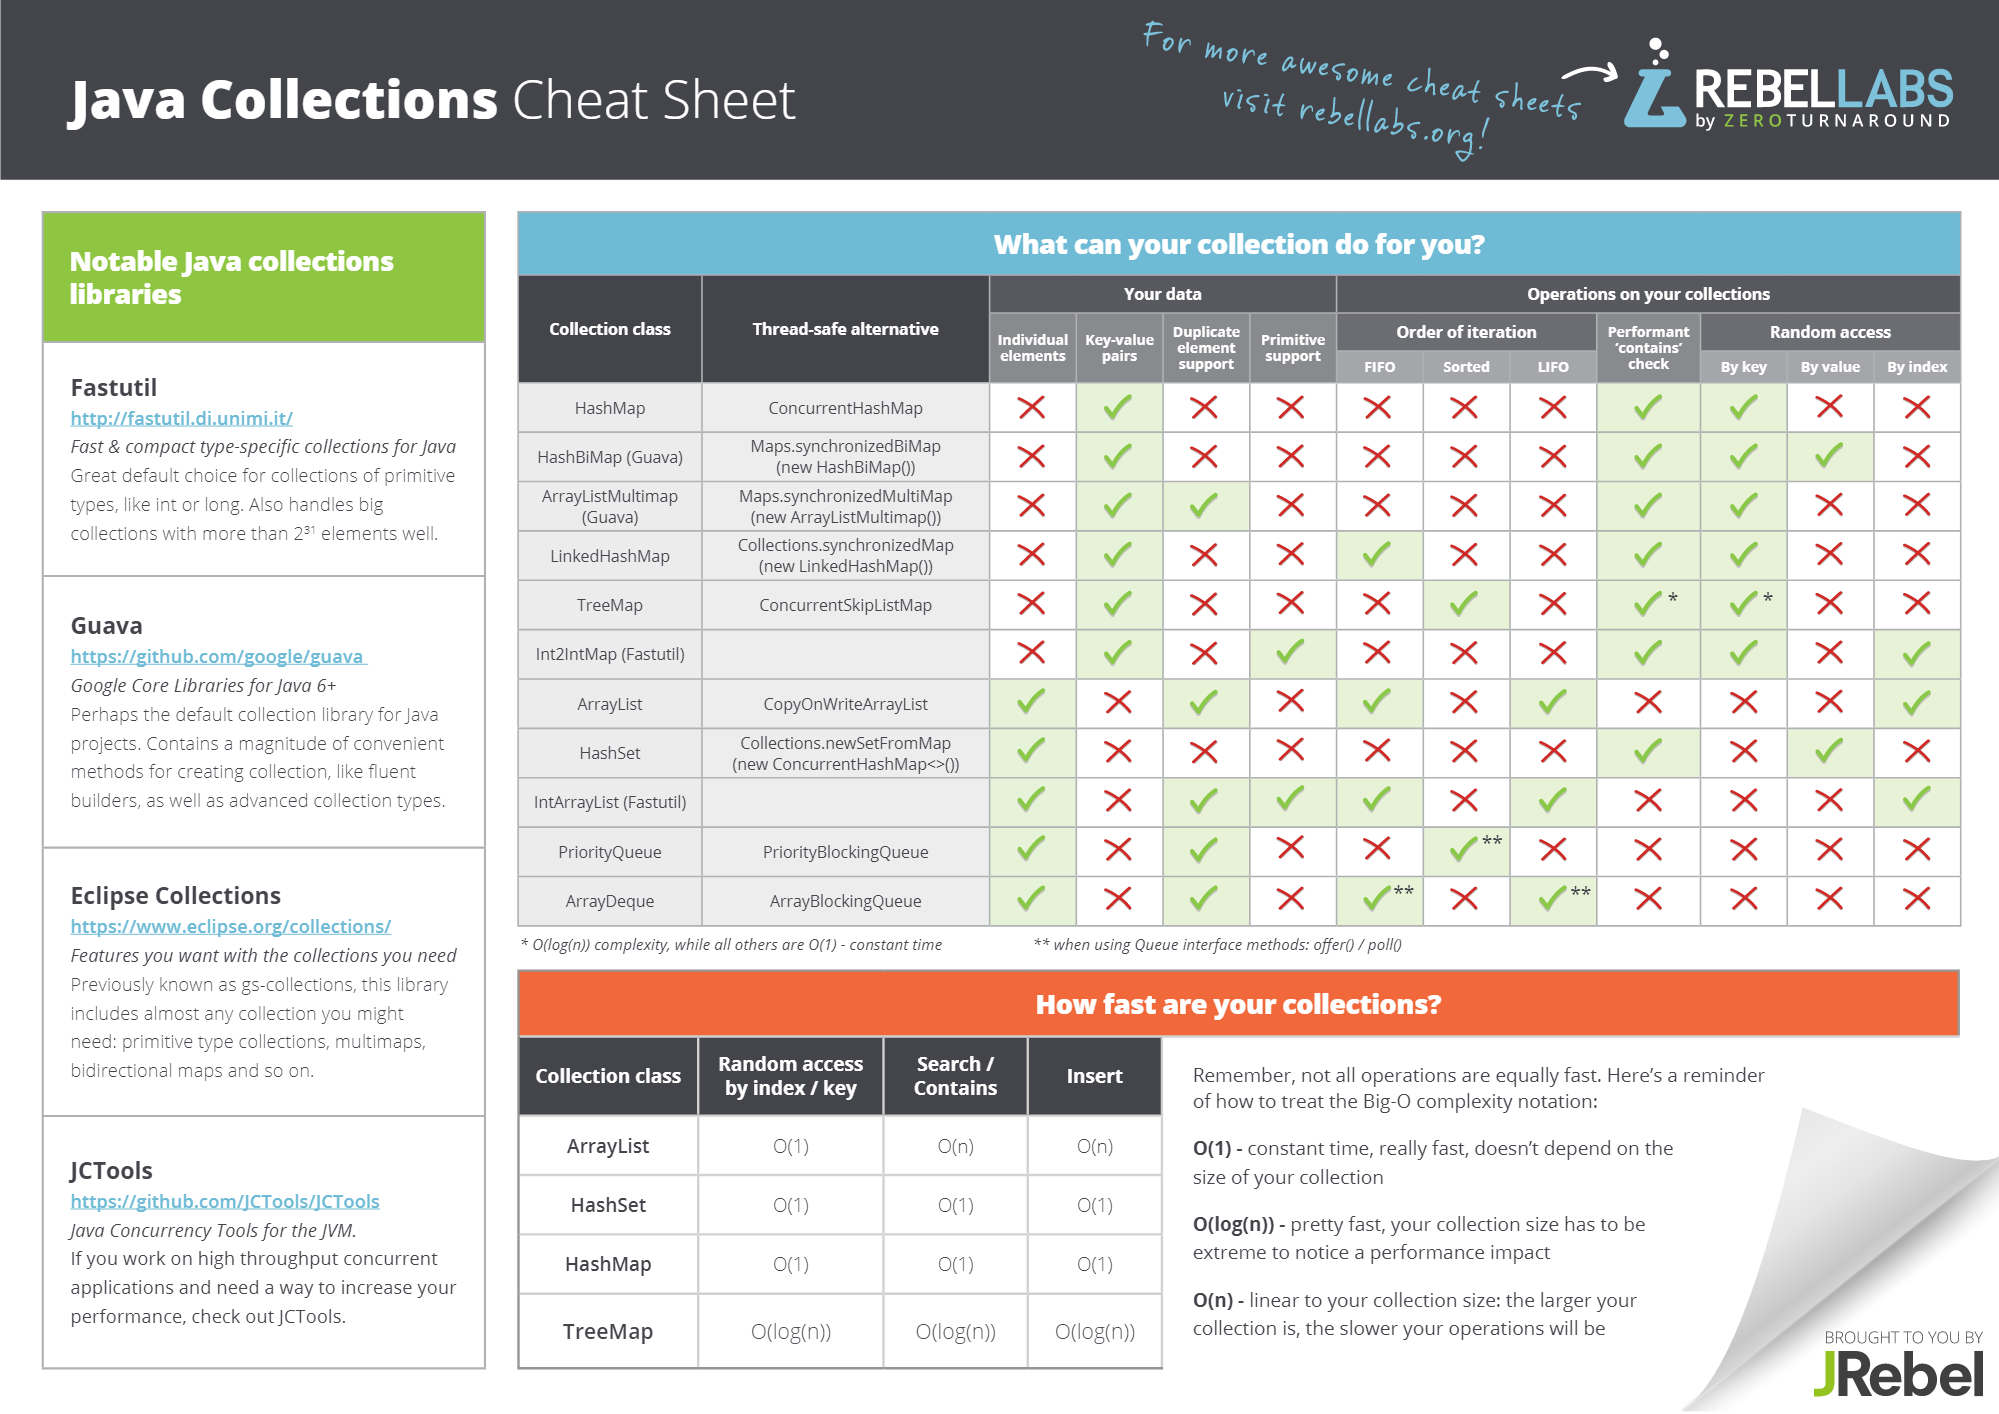 Java Collections Cheat Sheet
For more awesome cheat sheets
visit rebellabs.org!
REBELLABS
by ZEROTURNAROUND
Notable Java collections
libraries
Fastutil
http://fastutil.di.unimi.it/
Fast & compact type-specific collections for Java
Great default choice for collections of primitive
types, like int or long. Also handles big
collections with more than 2³¹ elements well.
Guava
https://github.com/google/guava
Google Core Libraries for Java 6+
Perhaps the default collection library for Java
projects. Contains a magnitude of convenient
methods for creating collection, like fluent
builders, as well as advanced collection types.
Eclipse Collections
https://www.eclipse.org/collections/
Features you want with the collections you need
Previously known as gs-collections, this library
includes almost any collection you might
need: primitive type collections, multimaps,
bidirectional maps and so on.
JCTools
https://github.com/JCTools/JCTools
Java Concurrency Tools for the JVM.
If you work on high throughput concurrent
applications and need a way to increase your
performance, check out JCTools.
What can your collection do for you?
Collection class
Thread-safe alternative
Your data
Operations on your collections
Individual
elements
Key-value
pairs
Duplicate
element
support
Primitive
support
Order of iteration
FIFO
Sorted
LIFO
Performant
‘contains’
check
Random access
By key
By value
By index
HashMap
ConcurrentHashMap
HashBiMap (Guava)
Maps.synchronizedBiMap
(new HashBiMap())
ArrayListMultimap
(Guava)
Maps.synchronizedMultiMap
(new ArrayListMultimap())
LinkedHashMap
Collections.synchronizedMap
(new LinkedHashMap())
TreeMap
ConcurrentSkipListMap
*
*
Int2IntMap (Fastutil)
ArrayList
CopyOnWriteArrayList
HashSet
Collections.newSetFromMap
(new ConcurrentHashMap<>())
IntArrayList (Fastutil)
PriorityQueue
PriorityBlockingQueue
**
ArrayDeque
ArrayBlockingQueue
**
**
* O(log(n)) complexity, while all others are O(1) - constant time
** when using Queue interface methods: offer() / poll()
How fast are your collections?
Collection class
Random access
by index / key
Search /
Contains
Insert
ArrayList O(1) O(n) O(n)
HashSet O(1) O(1) O(1)
HashMap O(1) O(1) O(1)
TreeMap O(log(n)) O(log(n)) O(log(n))
Remember, not all operations are equally fast. Here’s a reminder
of how to treat the Big-O complexity notation:
O(1) - constant time, really fast, doesn’t depend on the
size of your collection
O(log(n)) - pretty fast, your collection size has to be
extreme to notice a performance impact
O(n) - linear to your collection size: the larger your
collection is, the slower your operations will be
BROUGHT TO YOU BY
JRebel